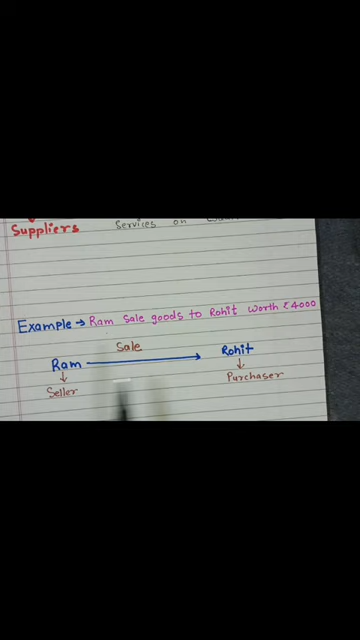 Suppliers Services on
Example → Ram Sale goods to Rohit worth ₹4000
Sale
Ram Rohit
↓ ↓
Seller Purchaser